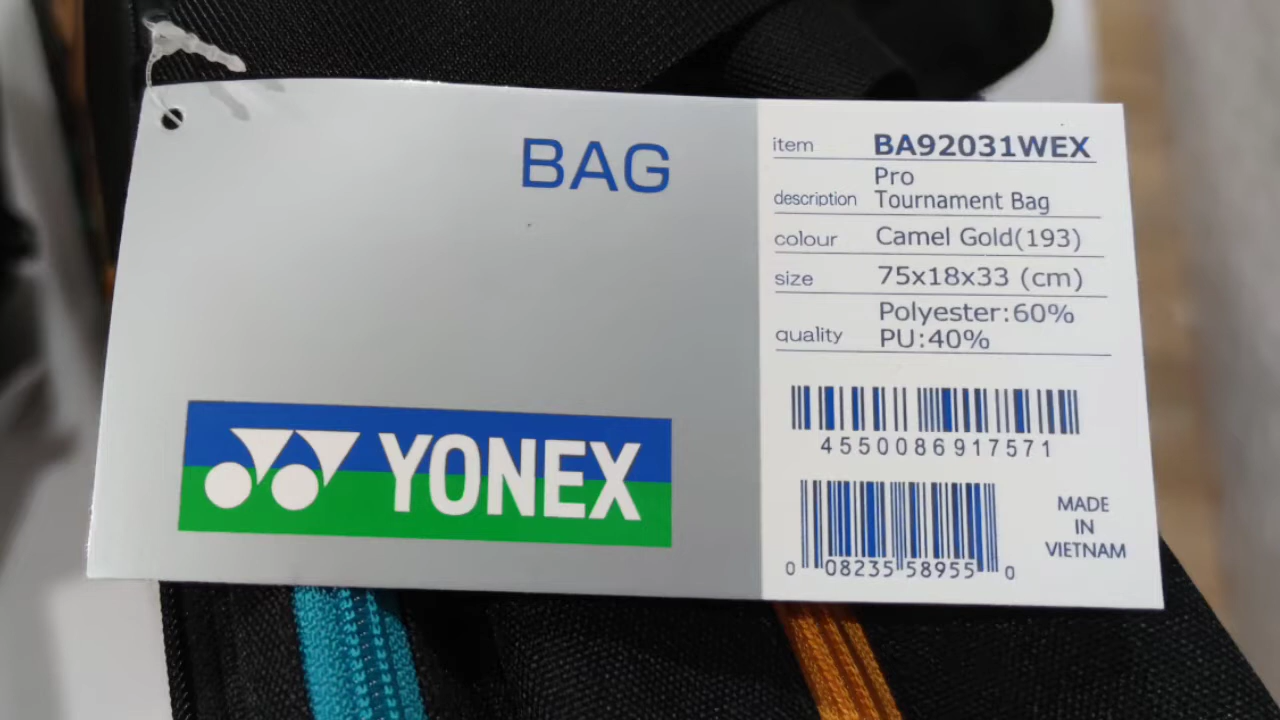 BAG
YONEX
item BA92031WEX
Pro
description Tournament Bag
colour Camel Gold(193)
size 75x18x33 (cm)
Polyester:60%
quality PU:40%
4550086917571
MADE
IN
VIETNAM
0 08235 58955 0